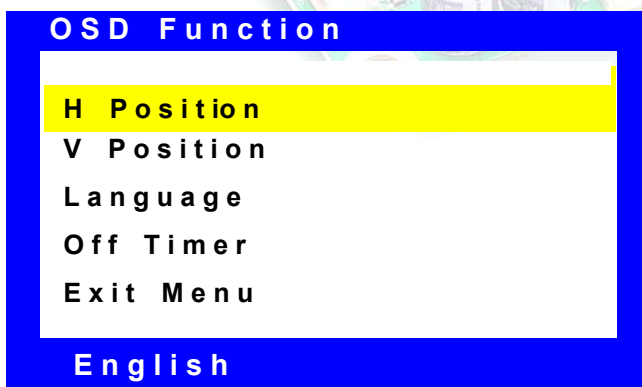 OSD Function
H Position
V Position
Language
Off Timer
Exit Menu
English